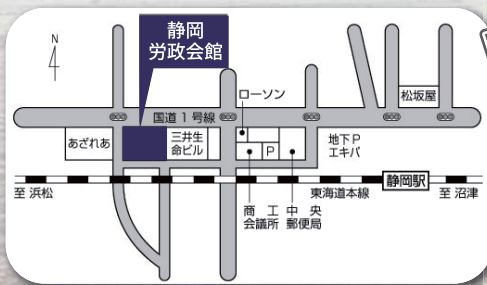 N
静岡
労政会館
松坂屋
ローソン
国道1号線
あざれあ
三井生
命ビル
P
地下P
エキパ
至 浜松
東海道本線
静岡駅
至 沼津
商工
会議所
中央
郵便局